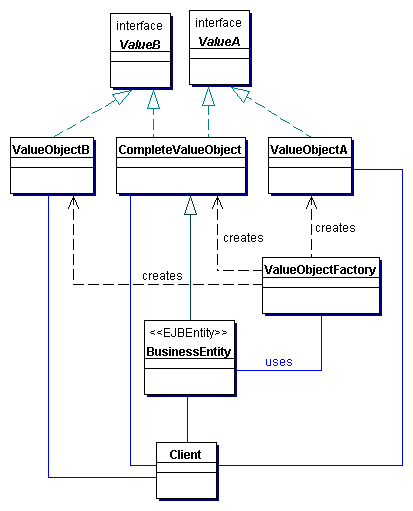 interface
ValueB
interface
ValueA
ValueObjectB
CompleteValueObject
ValueObjectA
creates
creates
creates
ValueObjectFactory
<<EJBEntity>>
BusinessEntity
uses
Client